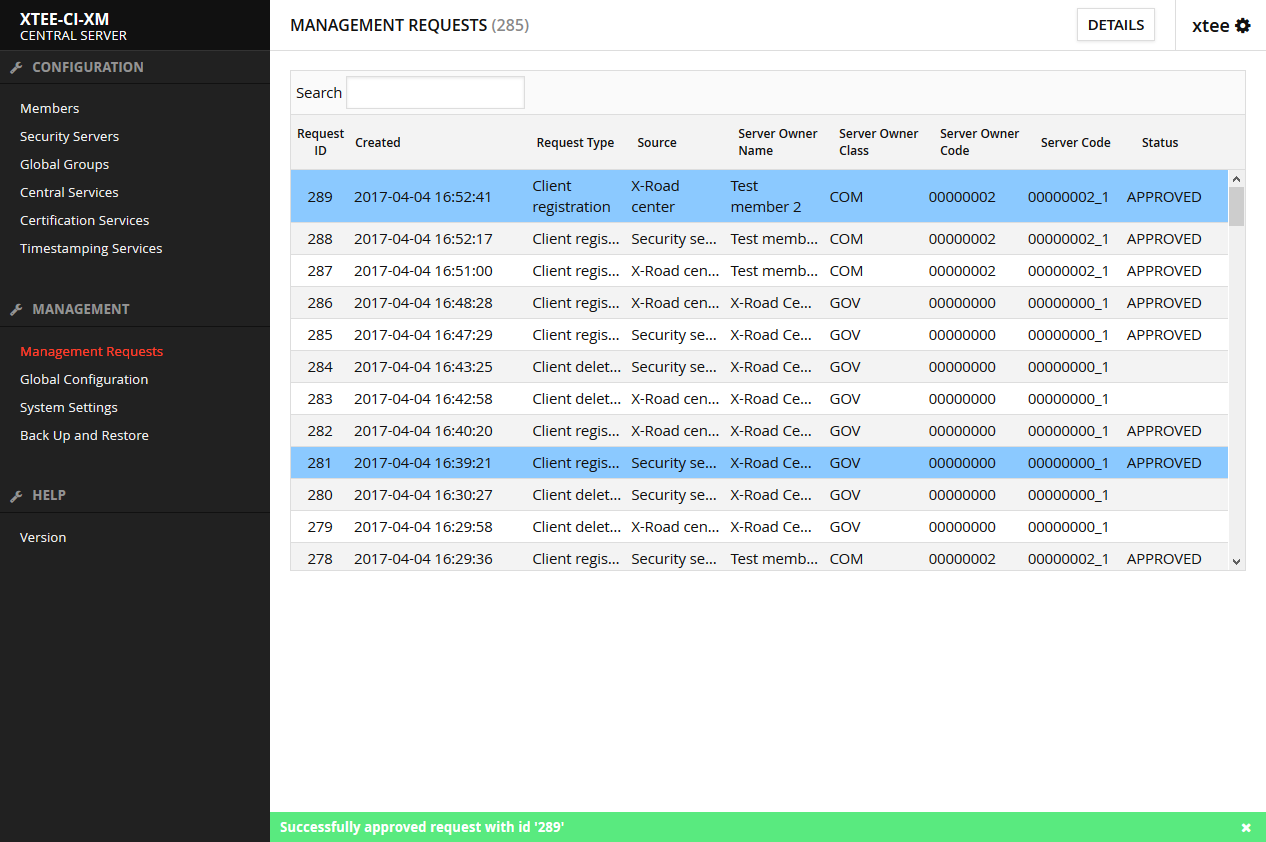 XTEE-CI-XM
CENTRAL SERVER
CONFIGURATION
Members
Security Servers
Global Groups
Central Services
Certification Services
Timestamping Services
MANAGEMENT
Management Requests
Global Configuration
System Settings
Back Up and Restore
HELP
Version
MANAGEMENT REQUESTS (285)
DETAILS
xtee
Search
Request ID Created Request Type Source Server Owner Name Server Owner Class Server Owner Code Server Code Status
289 2017-04-04 16:52:41 Client registration X-Road center Test member 2 COM 00000002 00000002_1 APPROVED
288 2017-04-04 16:52:17 Client regis... Security se... Test memb... COM 00000002 00000002_1 APPROVED
287 2017-04-04 16:51:00 Client regis... X-Road cen... Test memb... COM 00000002 00000002_1 APPROVED
286 2017-04-04 16:48:28 Client regis... X-Road cen... X-Road Ce... GOV 00000000 00000000_1 APPROVED
285 2017-04-04 16:47:29 Client regis... Security se... X-Road Ce... GOV 00000000 00000000_1 APPROVED
284 2017-04-04 16:43:25 Client delet... Security se... X-Road Ce... GOV 00000000 00000000_1
283 2017-04-04 16:42:58 Client delet... X-Road cen... X-Road Ce... GOV 00000000 00000000_1
282 2017-04-04 16:40:20 Client regis... X-Road cen... X-Road Ce... GOV 00000000 00000000_1 APPROVED
281 2017-04-04 16:39:21 Client regis... Security se... X-Road Ce... GOV 00000000 00000000_1 APPROVED
280 2017-04-04 16:30:27 Client delet... Security se... X-Road Ce... GOV 00000000 00000000_1
279 2017-04-04 16:29:58 Client delet... X-Road cen... X-Road Ce... GOV 00000000 00000000_1
278 2017-04-04 16:29:36 Client regis... Security se... Test memb... COM 00000002 00000002_1 APPROVED
Successfully approved request with id '289'